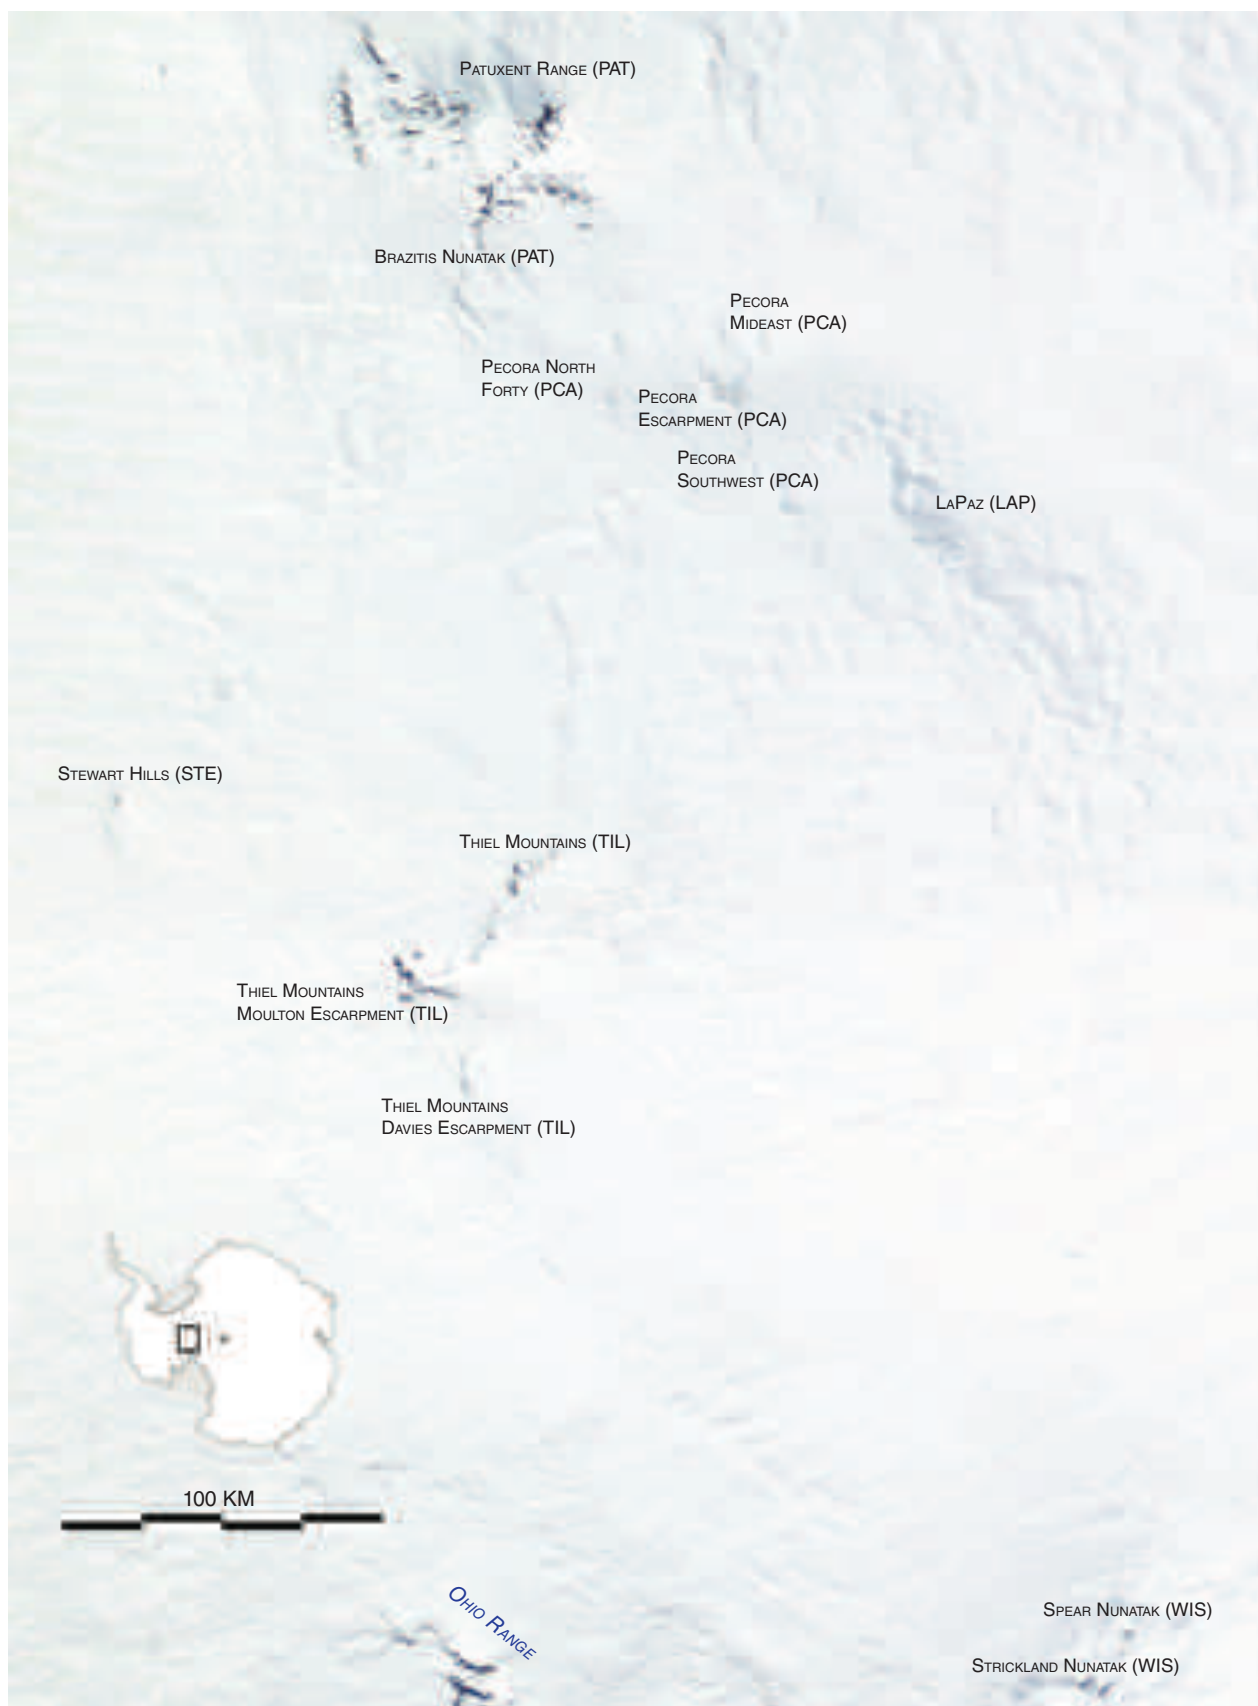 Patuxent Range (PAT)
Brazitis Nunatak (PAT)
Pecora
Mideast (PCA)
Pecora North
Forty (PCA)
Pecora
Escarpment (PCA)
Pecora
Southwest (PCA)
LaPaz (LAP)
Stewart Hills (STE)
Thiel Mountains (TIL)
Thiel Mountains
Moulton Escarpment (TIL)
Thiel Mountains
Davies Escarpment (TIL)
100 KM
Ohio Range
Spear Nunatak (WIS)
Strickland Nunatak (WIS)